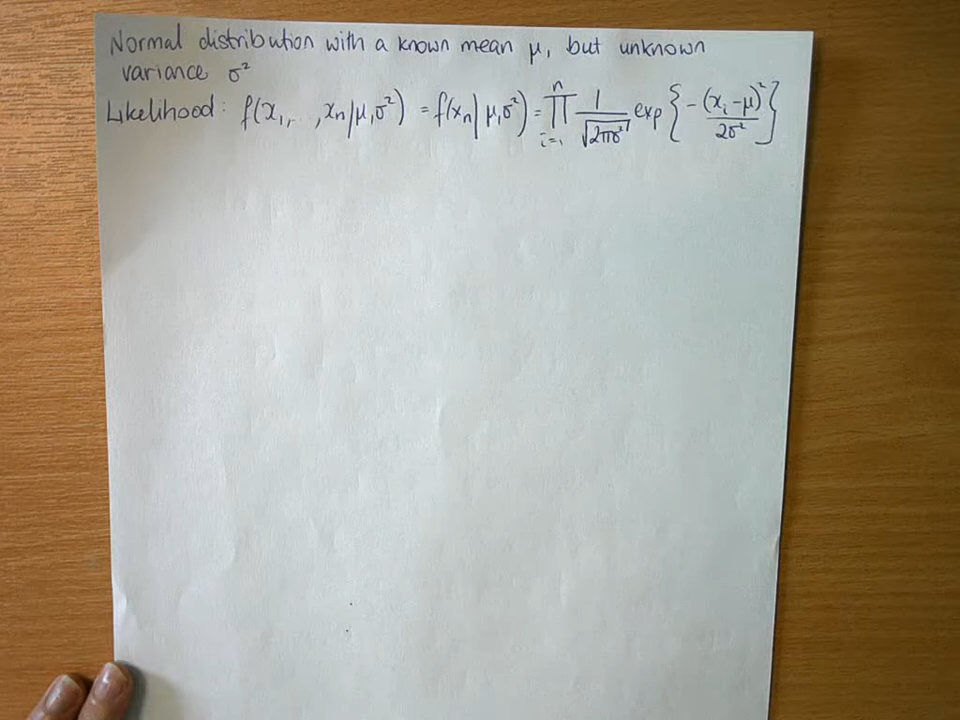 Normal distribution with a known mean μ, but unknown
variance σ²
Likelihood: f(x₁, .. , xₙ|μ,σ²) = f(xₙ|μ,σ²) = ∏ᵢ₌₁ⁿ 1/√(2πσ²) exp{-(xᵢ-μ)²/2σ²}